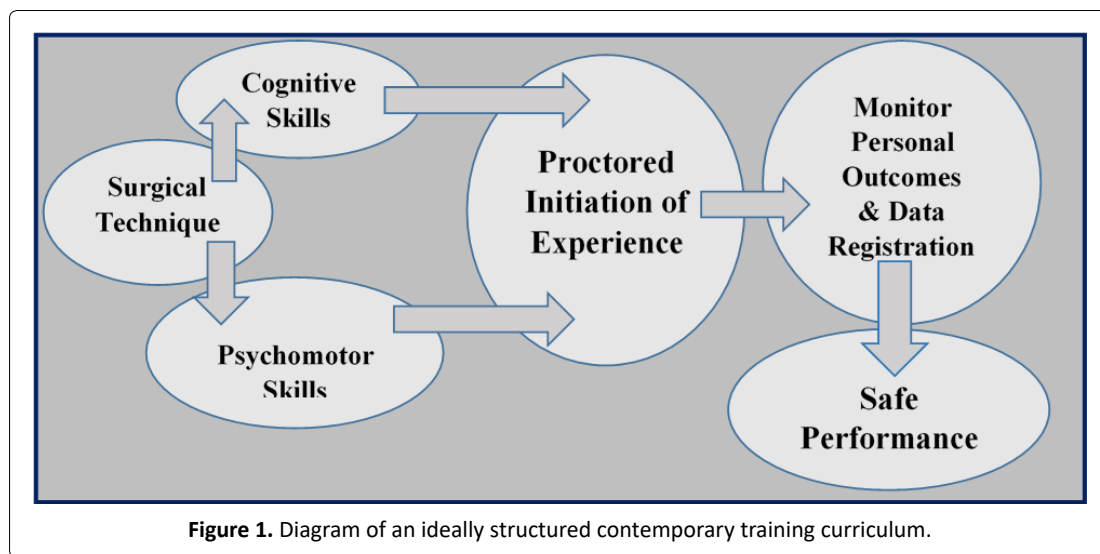 Surgical
Technique
Cognitive
Skills
Psychomotor
Skills
Proctored
Initiation of
Experience
Monitor
Personal
Outcomes
& Data
Registration
Safe
Performance
Figure 1. Diagram of an ideally structured contemporary training curriculum.